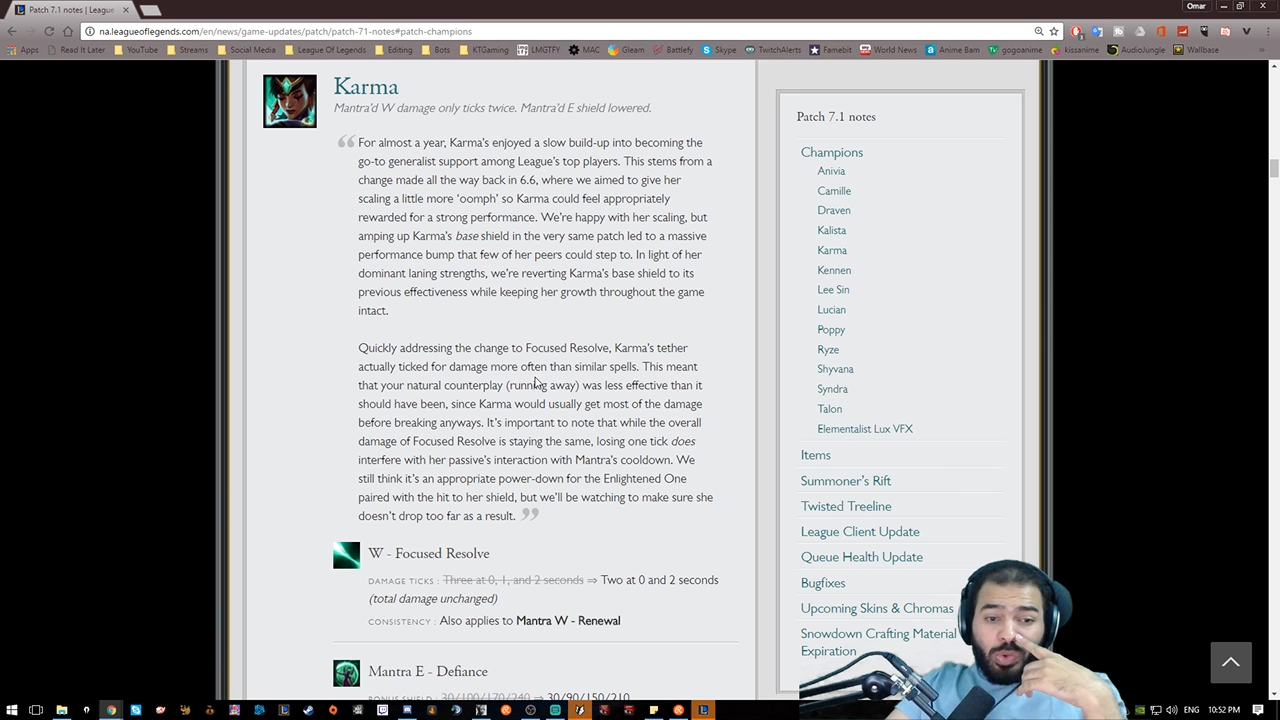 Patch 7.1 notes | League
Omar
na.leagueoflegends.com/en/news/game-updates/patch/patch-71-notes#patch-champions
Apps
Read It Later
YouTube
Streams
Social Media
League Of Legends
Editing
Bots
KTGaming
LMGTFY
MAC
Gleam
Battlefy
Skype
TwitchAlerts
Famebit
World News
Anime Bam
gogoanime
kissanime
AudioJungle
Wallbase
Karma
Mantra'd W damage only ticks twice. Mantra'd E shield lowered.
For almost a year, Karma's enjoyed a slow build-up into becoming the
go-to generalist support among League's top players. This stems from a
change made all the way back in 6.6, where we aimed to give her
scaling a little more ‘oomph’ so Karma could feel appropriately
rewarded for a strong performance. We're happy with her scaling, but
amping up Karma's base shield in the very same patch led to a massive
performance bump that few of her peers could step to. In light of her
dominant laning strengths, we're reverting Karma's base shield to its
previous effectiveness while keeping her growth throughout the game
intact.
Quickly addressing the change to Focused Resolve, Karma's tether
actually ticked for damage more often than similar spells. This meant
that your natural counterplay (running away) was less effective than it
should have been, since Karma would usually get most of the damage
before breaking anyways. It's important to note that while the overall
damage of Focused Resolve is staying the same, losing one tick does
interfere with her passive's interaction with Mantra's cooldown. We
still think it's an appropriate power-down for the Enlightened One
paired with the hit to her shield, but we'll be watching to make sure she
doesn't drop too far as a result.
W - Focused Resolve
DAMAGE TICKS : Three at 0, 1, and 2 seconds ⇒ Two at 0 and 2 seconds
(total damage unchanged)
CONSISTENCY : Also applies to Mantra W - Renewal
Mantra E - Defiance
BONUS SHIELD : 30/100/170/240 ⇒ 30/90/150/210
Patch 7.1 notes
Champions
Anivia
Camille
Draven
Kalista
Karma
Kennen
Lee Sin
Lucian
Poppy
Ryze
Shyvana
Syndra
Talon
Elementalist Lux VFX
Items
Summoner's Rift
Twisted Treeline
League Client Update
Queue Health Update
Bugfixes
Upcoming Skins & Chromas
Snowdown Crafting Material
Expiration
ENG
10:52 PM